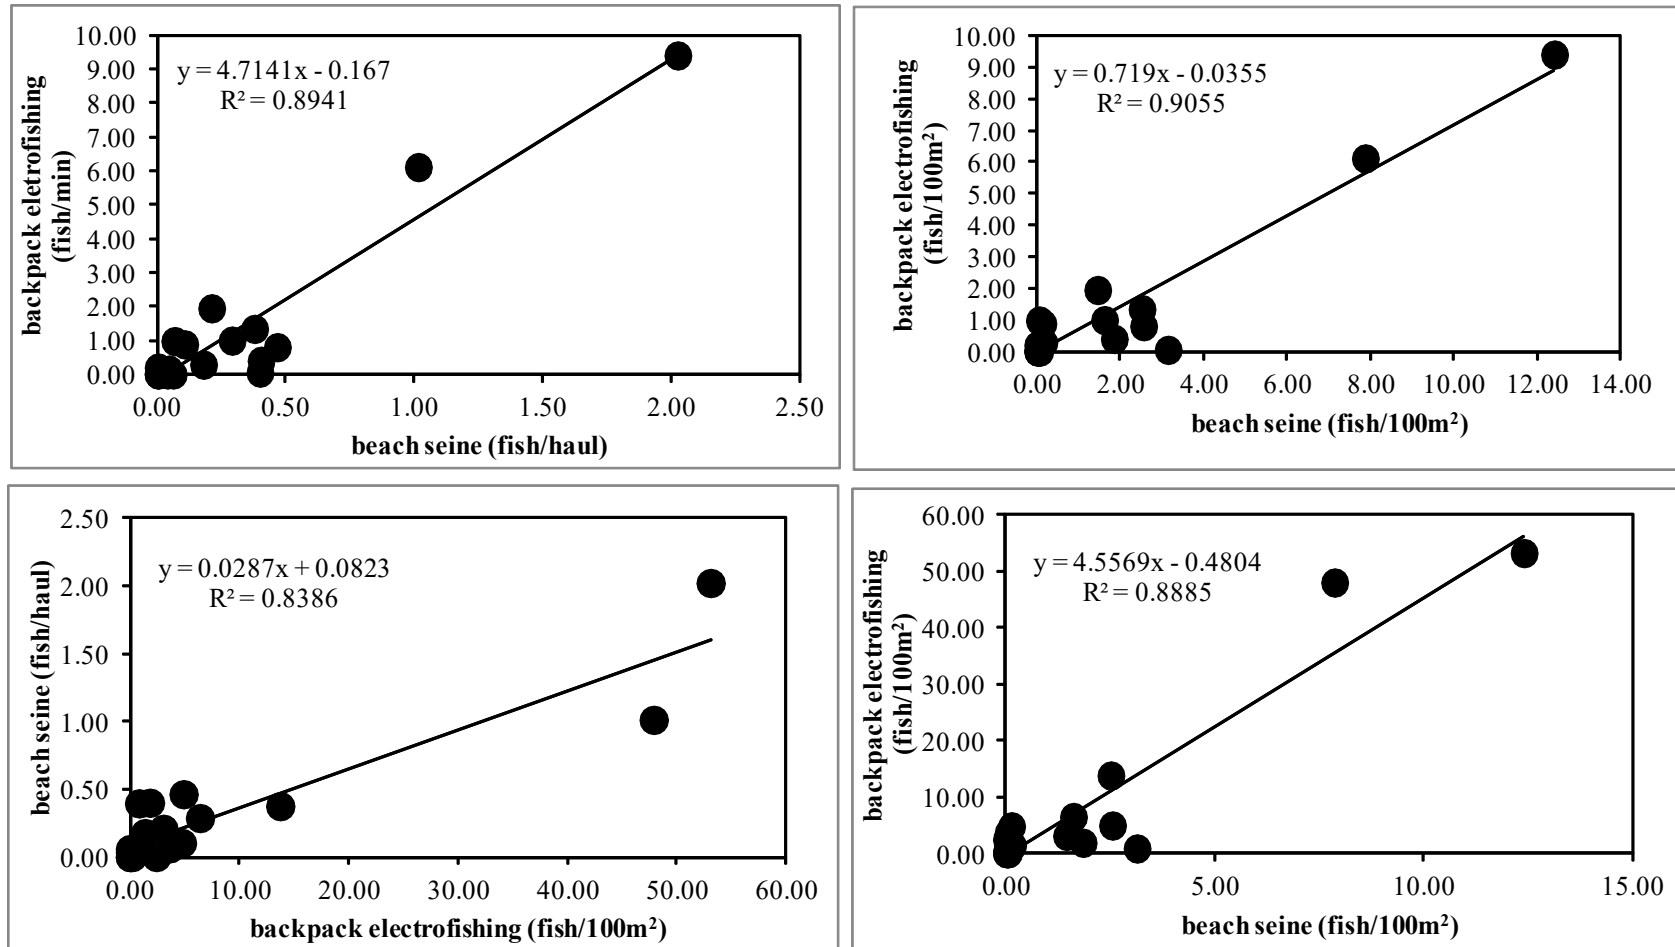 backpack eletrofishing
(fish/min)
10.00
9.00
8.00
7.00
6.00
5.00
4.00
3.00
2.00
1.00
0.00
y = 4.7141x - 0.167
R² = 0.8941
0.00 0.50 1.00 1.50 2.00 2.50
beach seine (fish/haul)
backpack electrofishing
(fish/100m²)
10.00
9.00
8.00
7.00
6.00
5.00
4.00
3.00
2.00
1.00
0.00
y = 0.719x - 0.0355
R² = 0.9055
0.00 2.00 4.00 6.00 8.00 10.00 12.00 14.00
beach seine (fish/100m²)
beach seine (fish/haul)
2.50
2.00
1.50
1.00
0.50
0.00
y = 0.0287x + 0.0823
R² = 0.8386
0.00 10.00 20.00 30.00 40.00 50.00 60.00
backpack electrofishing (fish/100m²)
backpack electrofishing
(fish/100m²)
60.00
50.00
40.00
30.00
20.00
10.00
0.00
y = 4.5569x - 0.4804
R² = 0.8885
0.00 5.00 10.00 15.00
beach seine (fish/100m²)